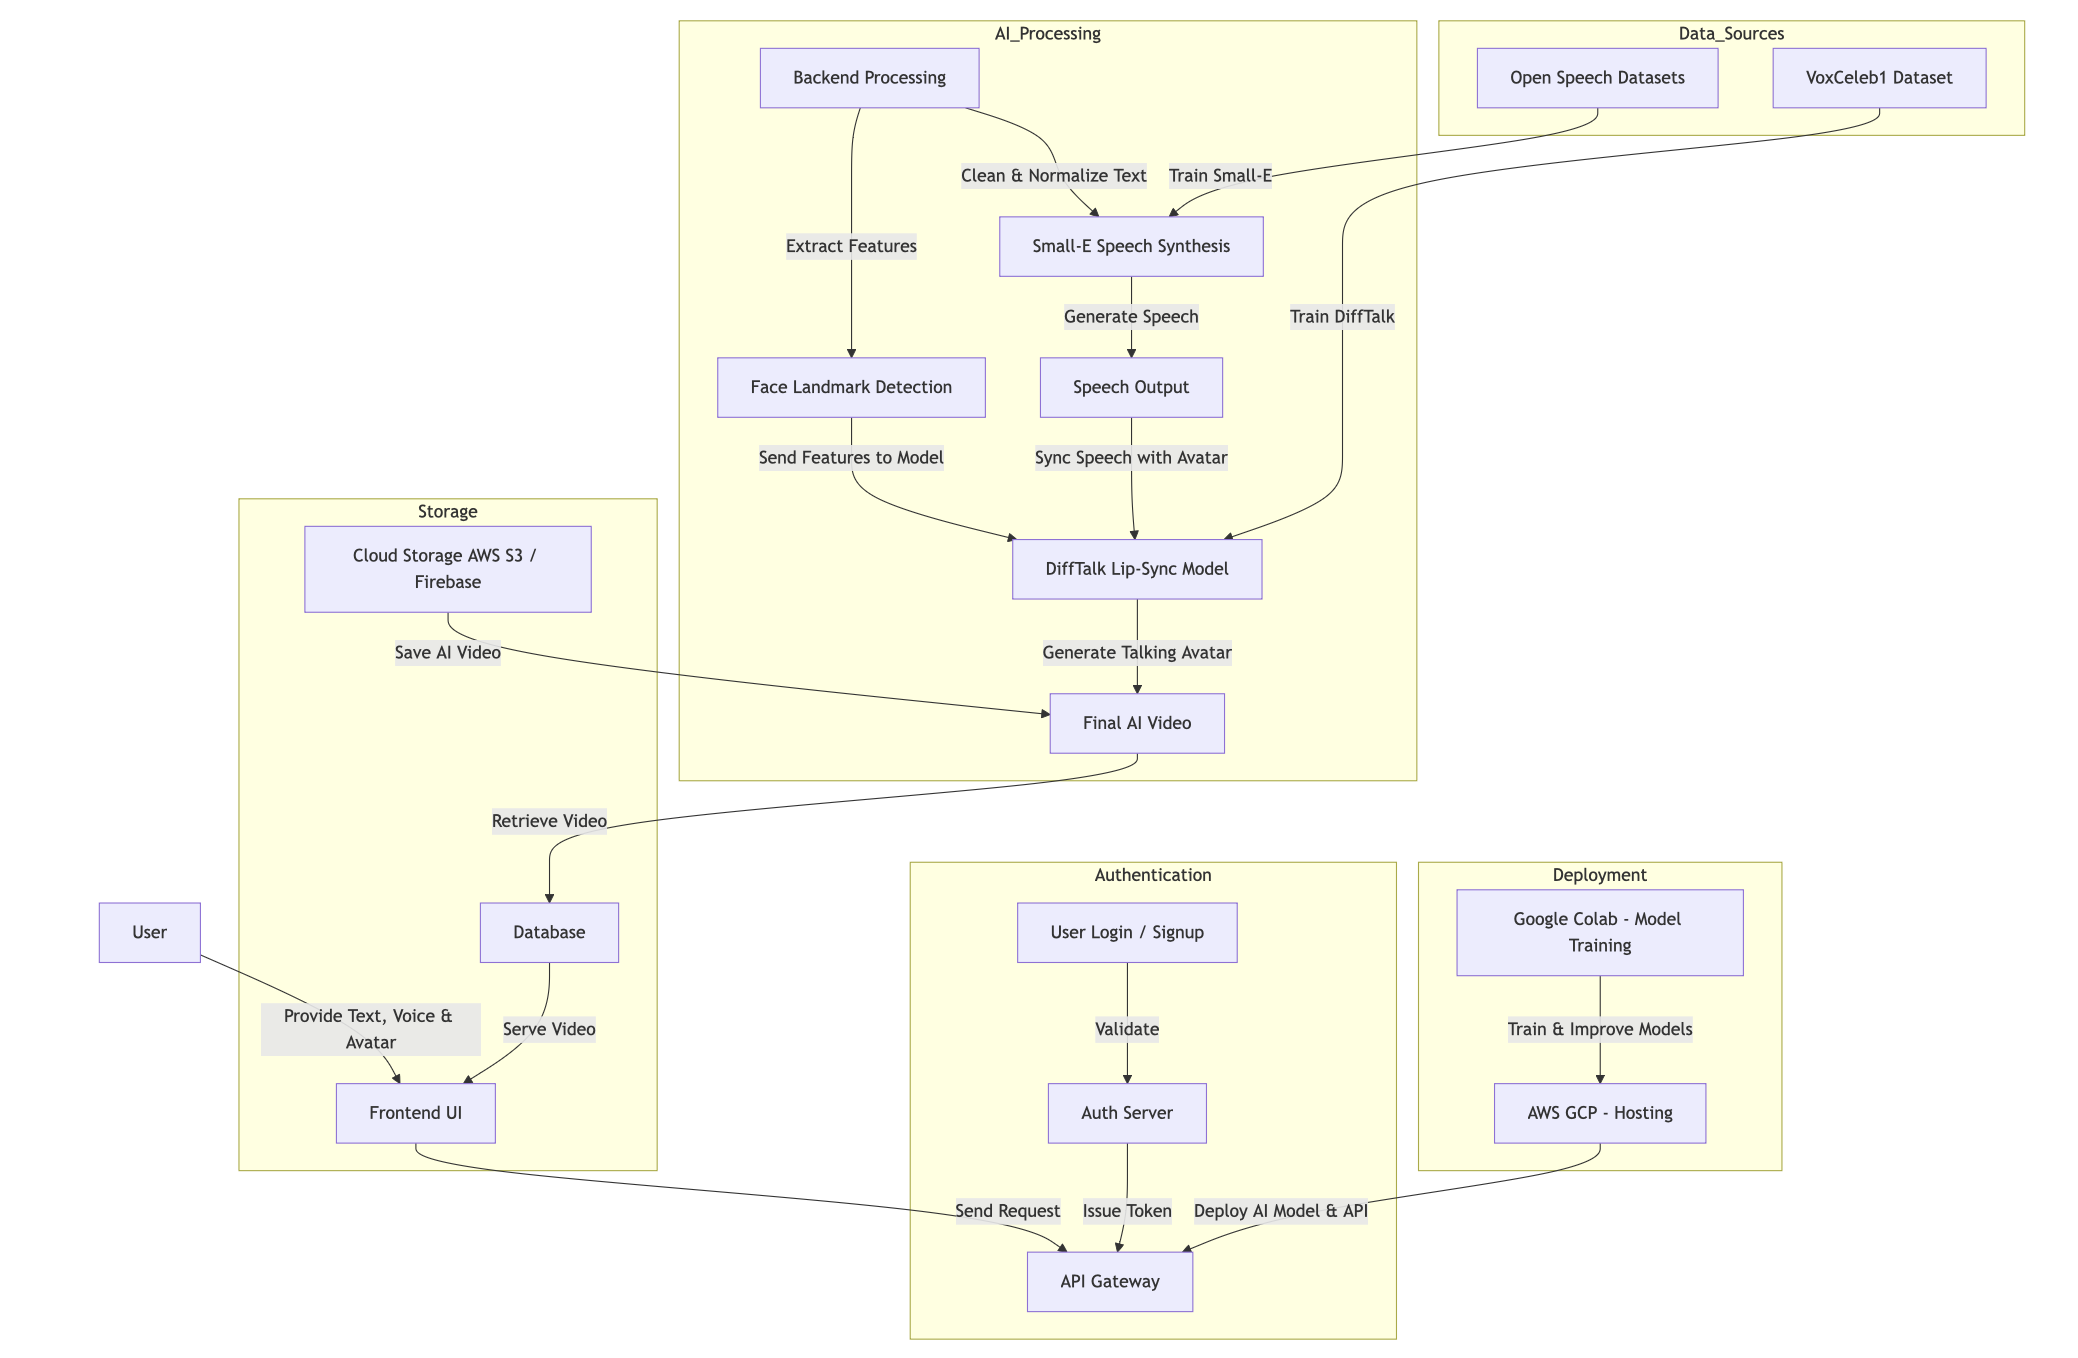 AI_Processing
Data_Sources
Backend Processing
Open Speech Datasets
VoxCeleb1 Dataset
Clean & Normalize Text
Train Small-E
Extract Features
Small-E Speech Synthesis
Generate Speech
Train DiffTalk
Face Landmark Detection
Speech Output
Send Features to Model
Sync Speech with Avatar
Storage
Cloud Storage AWS S3 /
Firebase
DiffTalk Lip-Sync Model
Save AI Video
Generate Talking Avatar
Final AI Video
Retrieve Video
Authentication
Deployment
User
Database
User Login / Signup
Google Colab - Model
Training
Provide Text, Voice &
Avatar
Serve Video
Validate
Train & Improve Models
Frontend UI
Auth Server
AWS GCP - Hosting
Send Request
Issue Token
Deploy AI Model & API
API Gateway